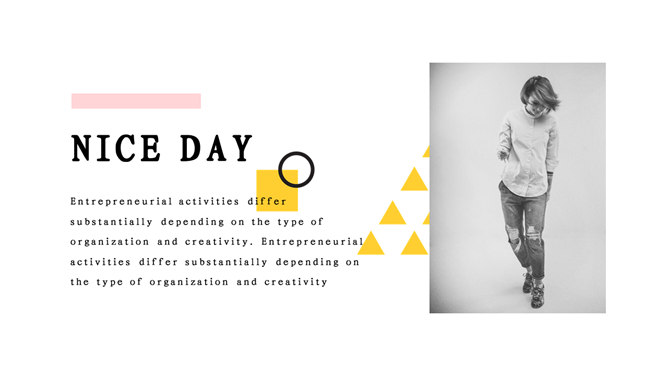 NICE DAY
Entrepreneurial activities differ
substantially depending on the type of
organization and creativity. Entrepreneurial
activities differ substantially depending on
the type of organization and creativity